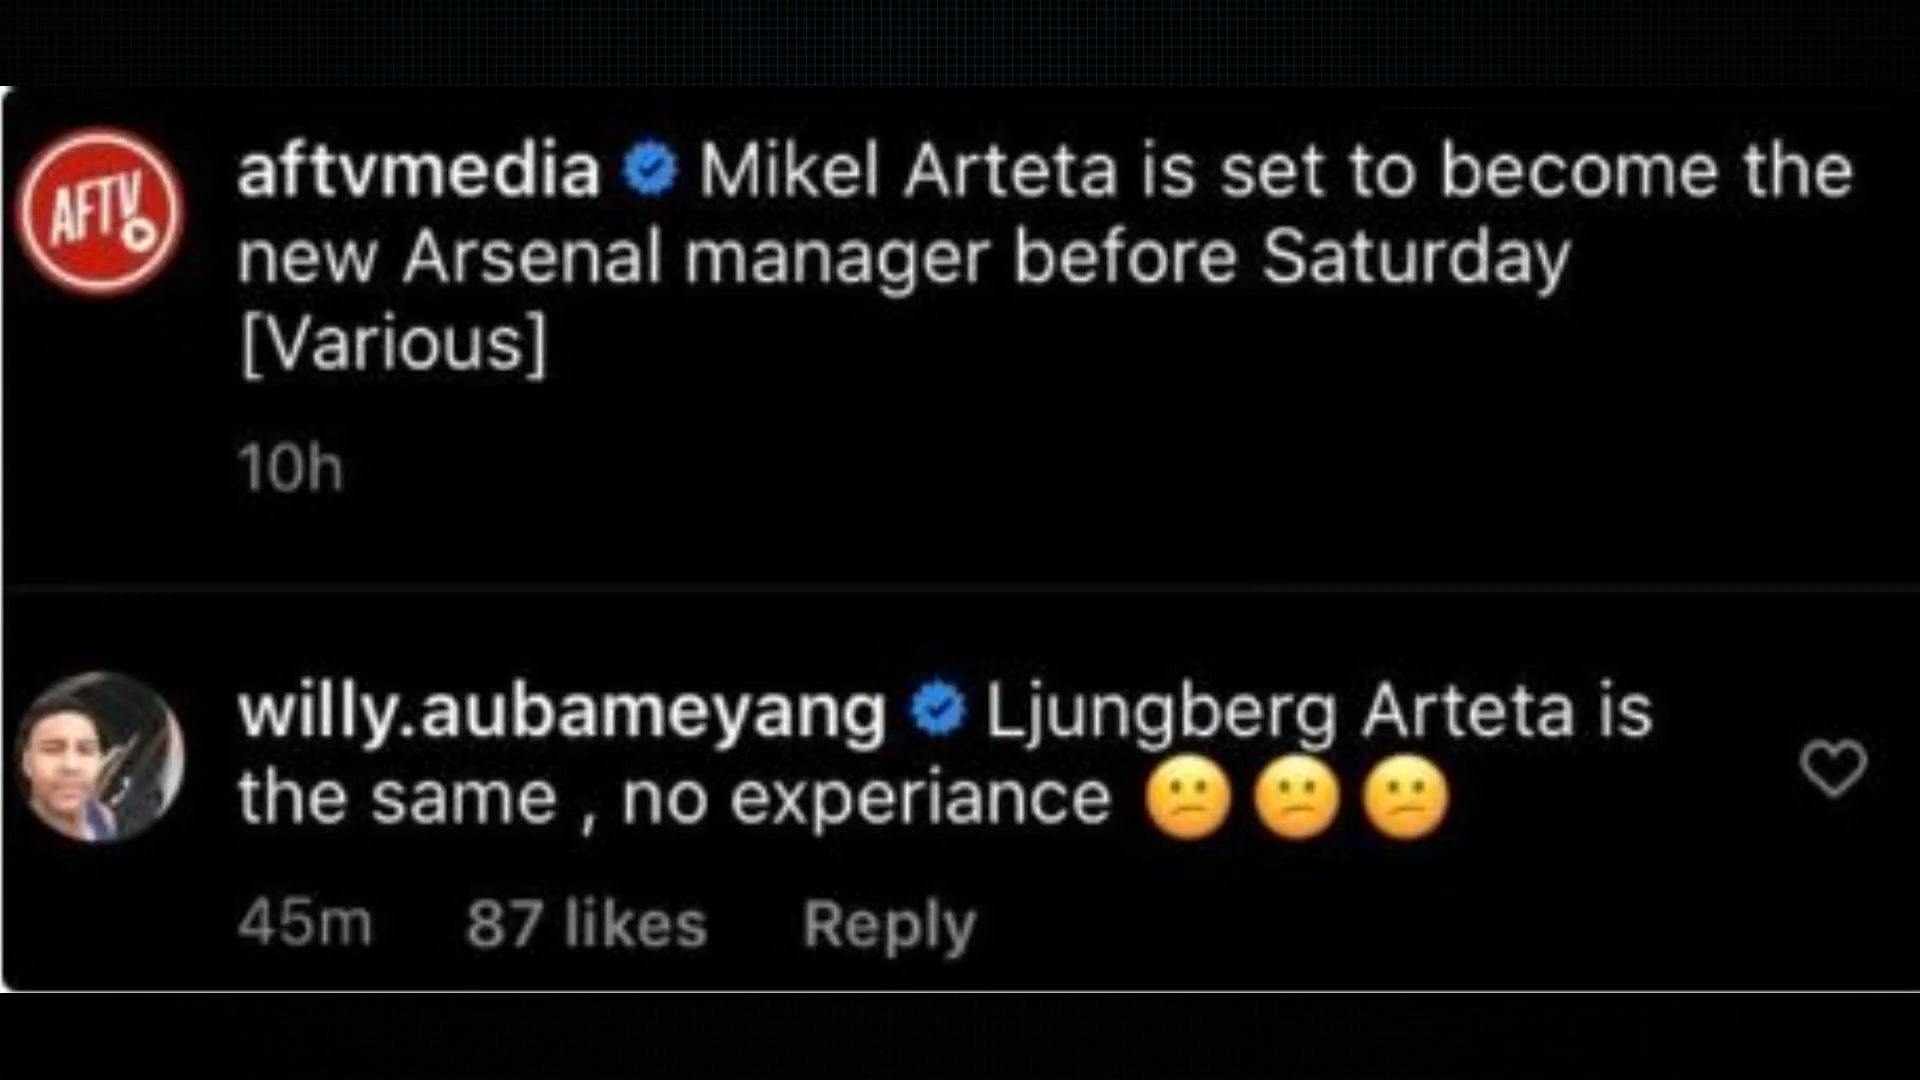 AFTV
aftvmedia Mikel Arteta is set to become the
new Arsenal manager before Saturday
[Various]
10h
willy.aubameyang Ljungberg Arteta is
the same , no experiance 😕 😕 😕
45m 87 likes Reply